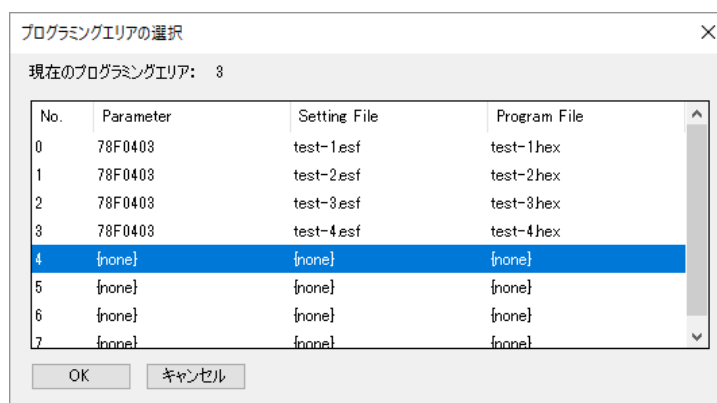 プログラミングエリアの選択
現在のプログラミングエリア: 3
No. Parameter Setting File Program File
0 78F0403 test-1.esf test-1.hex
1 78F0403 test-2.esf test-2.hex
2 78F0403 test-3.esf test-3.hex
3 78F0403 test-4.esf test-4.hex
4 {none} {none} {none}
5 {none} {none} {none}
6 {none} {none} {none}
7 {none} {none} {none}
OK キャンセル